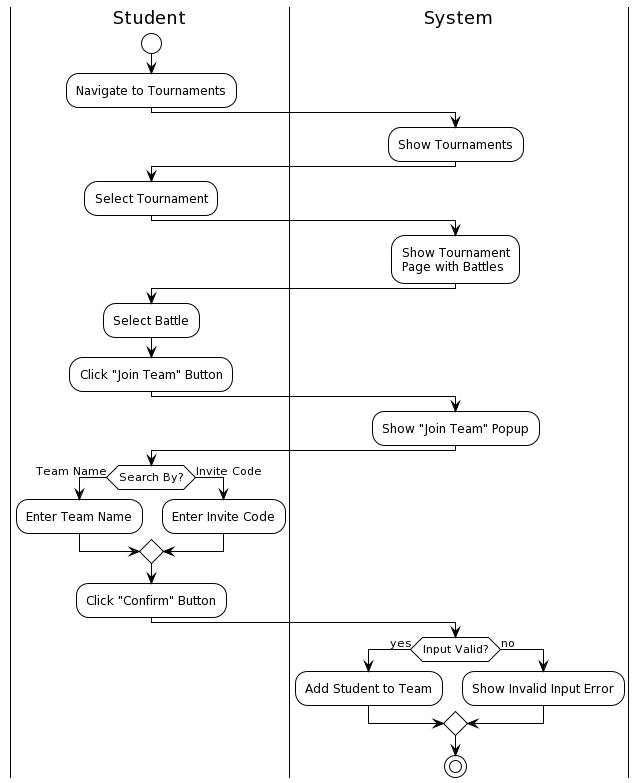 Student
System
Navigate to Tournaments
Show Tournaments
Select Tournament
Show Tournament
Page with Battles
Select Battle
Click "Join Team" Button
Show "Join Team" Popup
Team Name
Search By?
Invite Code
Enter Team Name
Enter Invite Code
Click "Confirm" Button
yes
Input Valid?
no
Add Student to Team
Show Invalid Input Error